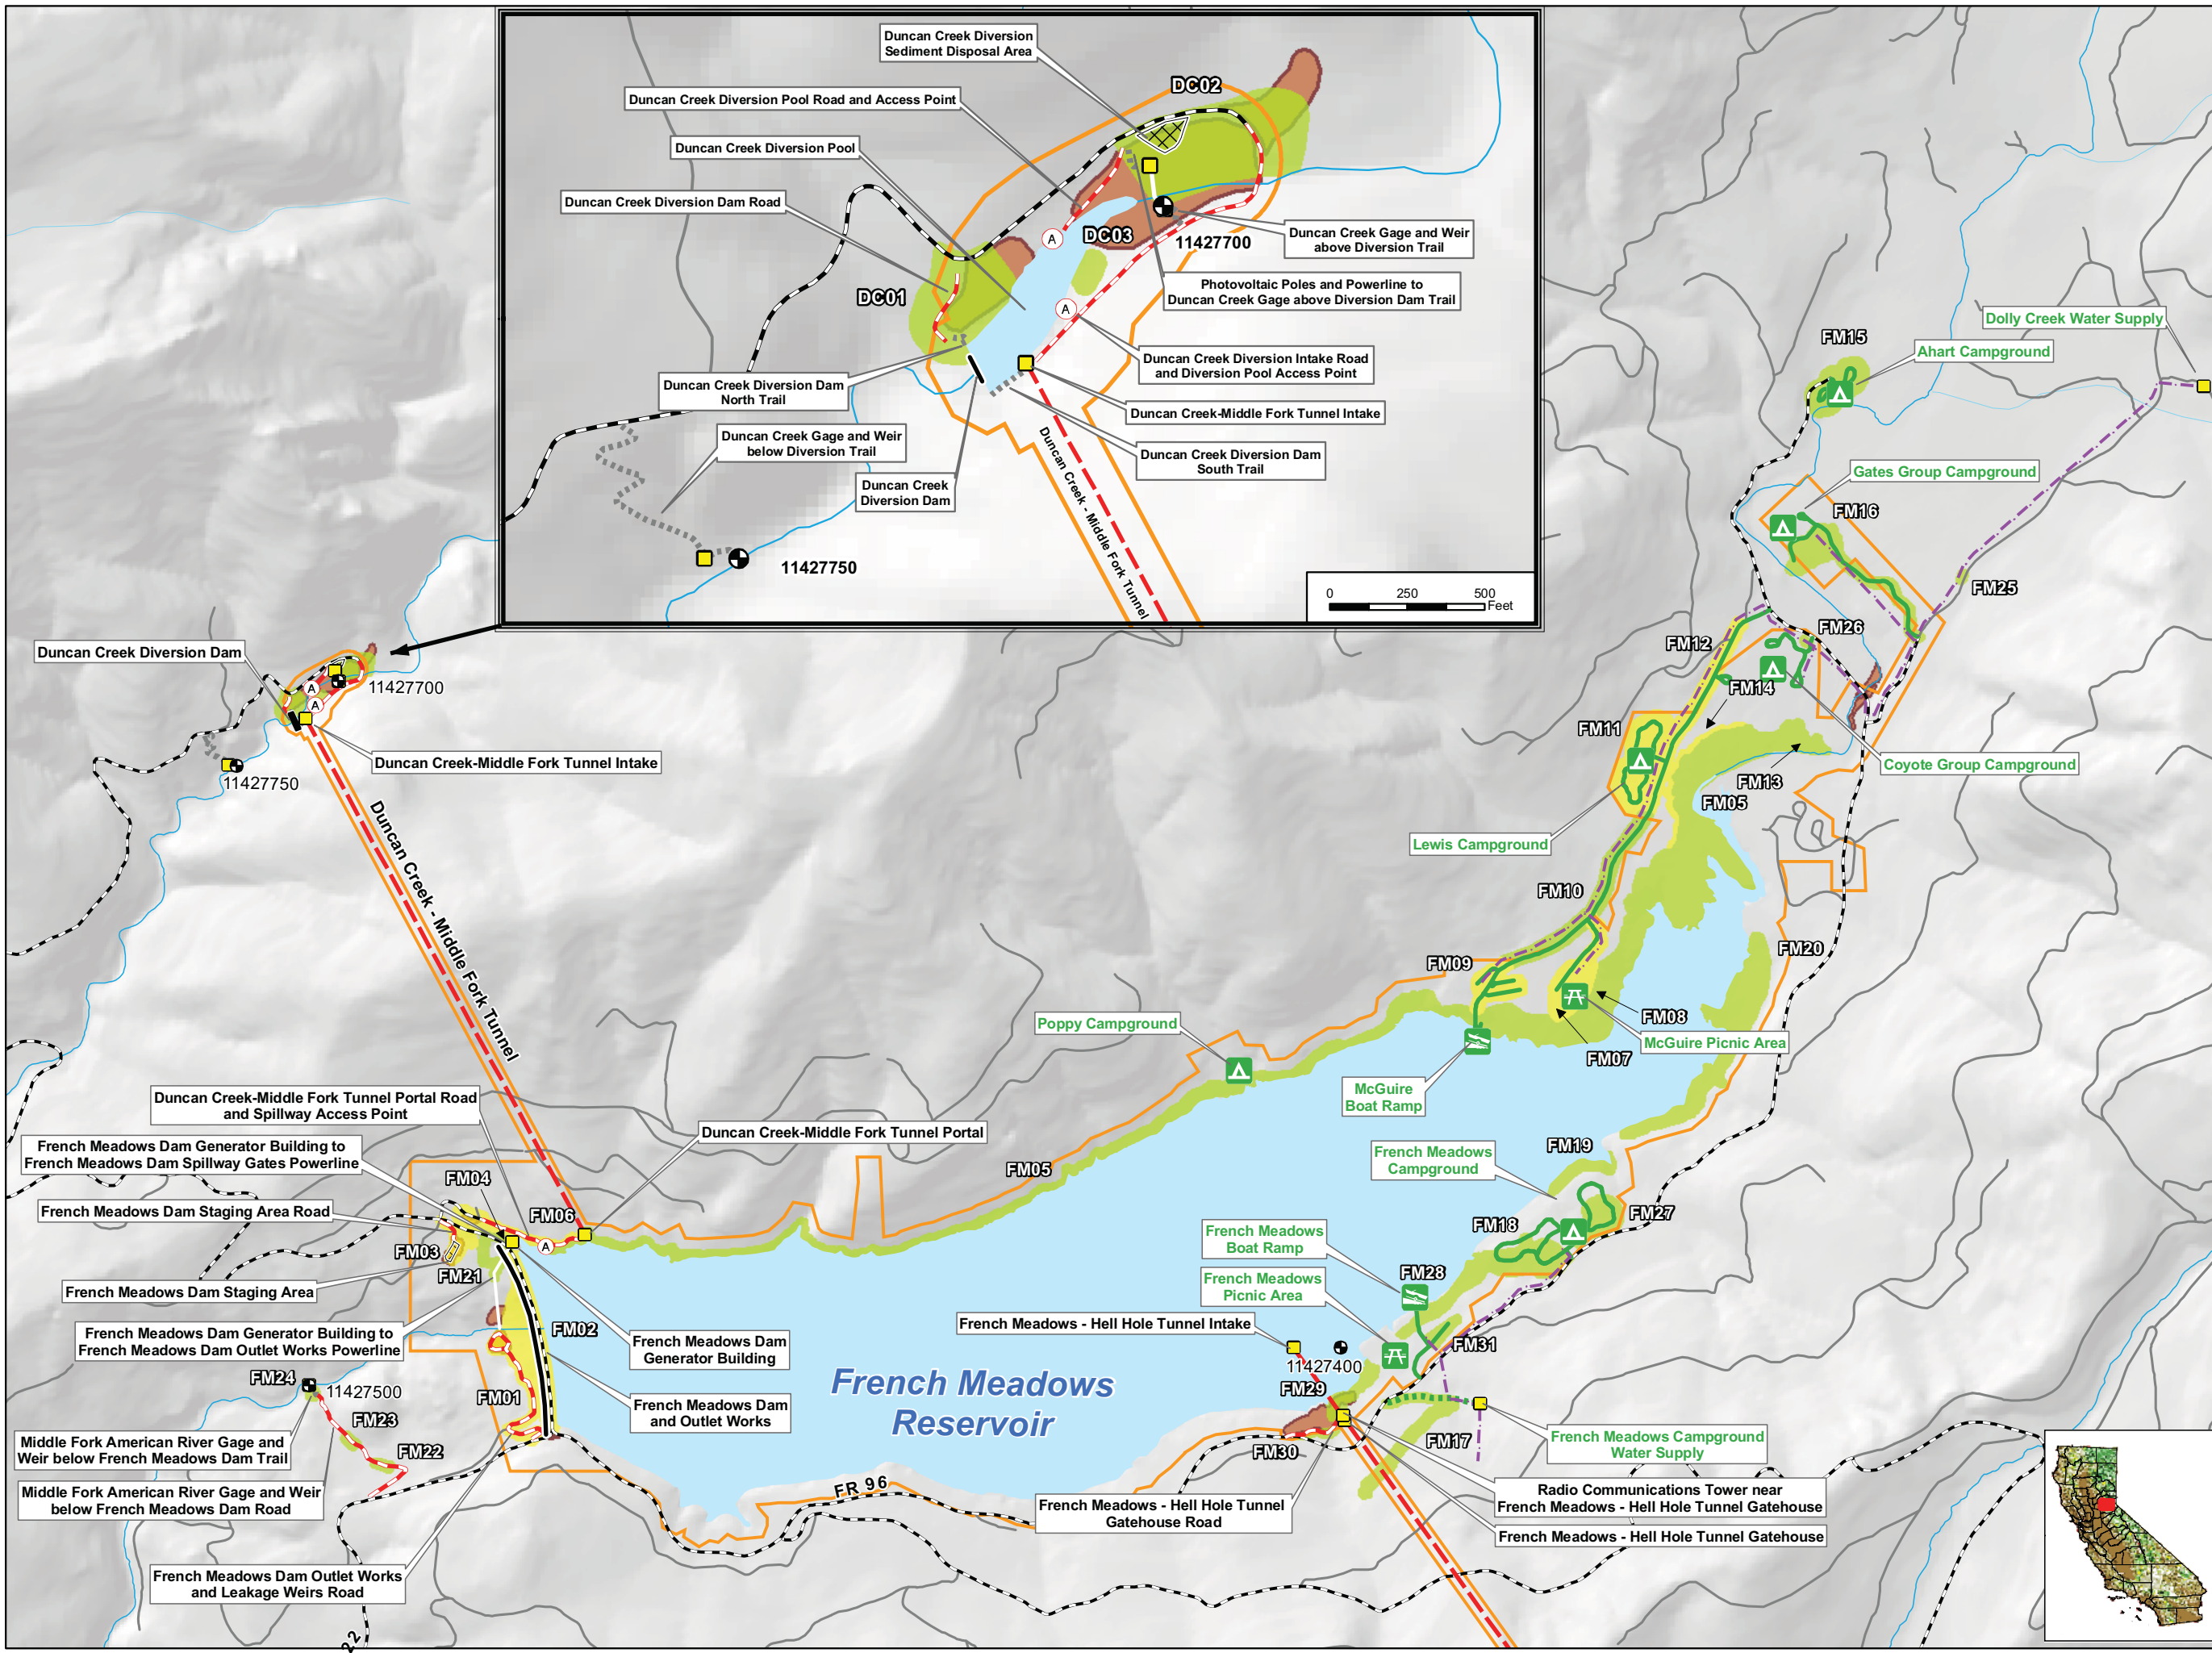 Duncan Creek Diversion
Sediment Disposal Area
DC02
Duncan Creek Diversion Pool Road and Access Point
Duncan Creek Diversion Pool
Duncan Creek Diversion Dam Road
DC03
A
11427700
Duncan Creek Gage and Weir
above Diversion Trail
DC01
Photovoltaic Poles and Powerline to
Duncan Creek Gage above Diversion Dam Trail
A
Duncan Creek Diversion Intake Road
and Diversion Pool Access Point
Duncan Creek Diversion Dam
North Trail
Duncan Creek-Middle Fork Tunnel Intake
Duncan Creek Gage and Weir
below Diversion Trail
Duncan Creek Diversion Dam
South Trail
Duncan Creek
Diversion Dam
Duncan Creek - Middle Fork Tunnel
11427750
0 250 500
Feet
Dolly Creek Water Supply
FM15
Ahart Campground
Gates Group Campground
FM16
FM25
FM26
FM12
FM14
FM11
Coyote Group Campground
FM13
FM05
Lewis Campground
FM10
FM20
FM09
FM08
McGuire Picnic Area
FM07
Poppy Campground
McGuire
Boat Ramp
Duncan Creek Diversion Dam
A
A
11427700
Duncan Creek-Middle Fork Tunnel Intake
11427750
Duncan Creek - Middle Fork Tunnel
Duncan Creek-Middle Fork Tunnel Portal Road
and Spillway Access Point
Duncan Creek-Middle Fork Tunnel Portal
French Meadows Dam Generator Building to
French Meadows Dam Spillway Gates Powerline
FM04
FM05
FM19
French Meadows
Campground
French Meadows Dam Staging Area Road
FM06
A
FM27
FM18
French Meadows
Boat Ramp
FM03
FM21
FM28
French Meadows
Picnic Area
French Meadows Dam Staging Area
French Meadows - Hell Hole Tunnel Intake
FM02
French Meadows Dam Generator Building to
French Meadows Dam Outlet Works Powerline
French Meadows Dam
Generator Building
FM31
11427400
FM24
11427500
FM29
French Meadows
Reservoir
FM01
French Meadows Dam
and Outlet Works
FM23
Middle Fork American River Gage and
Weir below French Meadows Dam Trail
FM22
FM30
FM17
French Meadows Campground
Water Supply
Middle Fork American River Gage and Weir
below French Meadows Dam Road
FR 96
French Meadows - Hell Hole Tunnel
Gatehouse Road
Radio Communications Tower near
French Meadows - Hell Hole Tunnel Gatehouse
French Meadows - Hell Hole Tunnel Gatehouse
French Meadows Dam Outlet Works
and Leakage Weirs Road
22